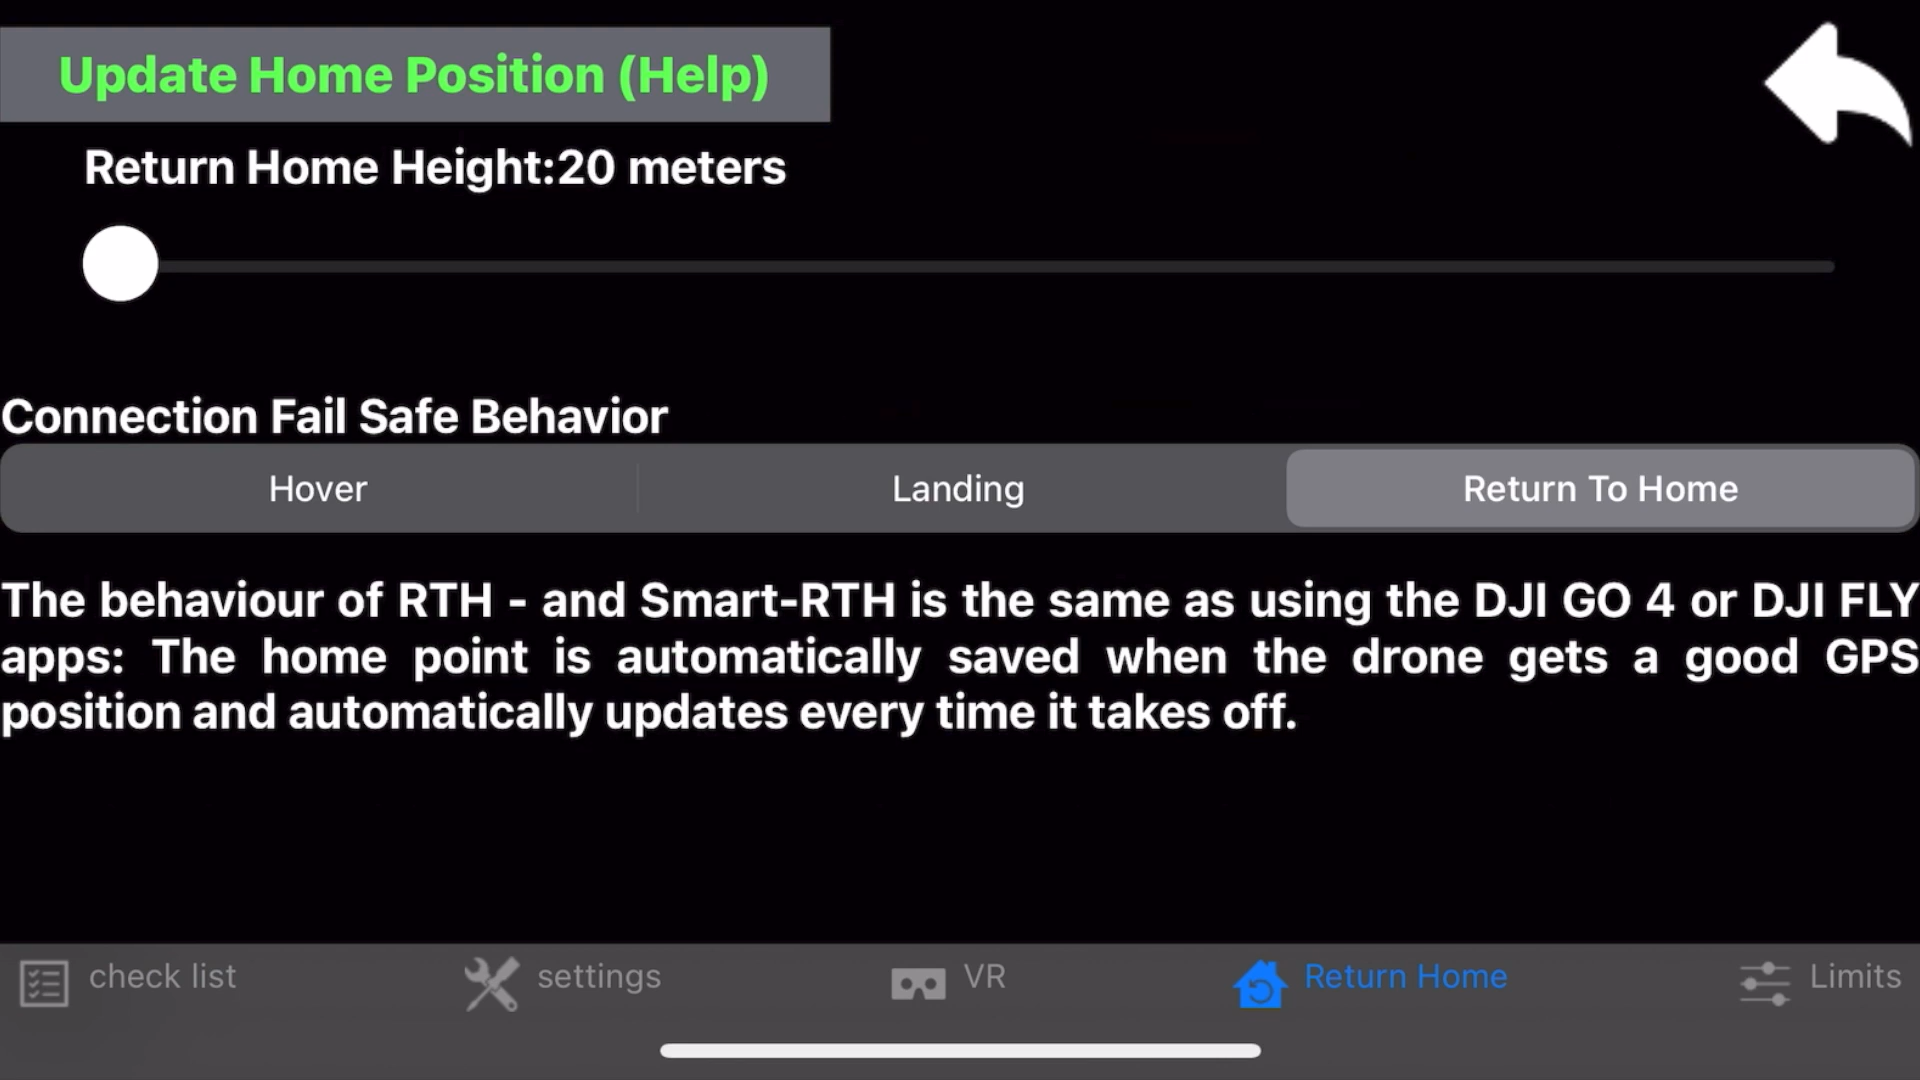 Update Home Position (Help)
Return Home Height:20 meters
Connection Fail Safe Behavior
Hover
Landing
Return To Home
The behaviour of RTH - and Smart-RTH is the same as using the DJI GO 4 or DJI FLY
apps: The home point is automatically saved when the drone gets a good GPS
position and automatically updates every time it takes off.
check list
settings
VR
Return Home
Limits